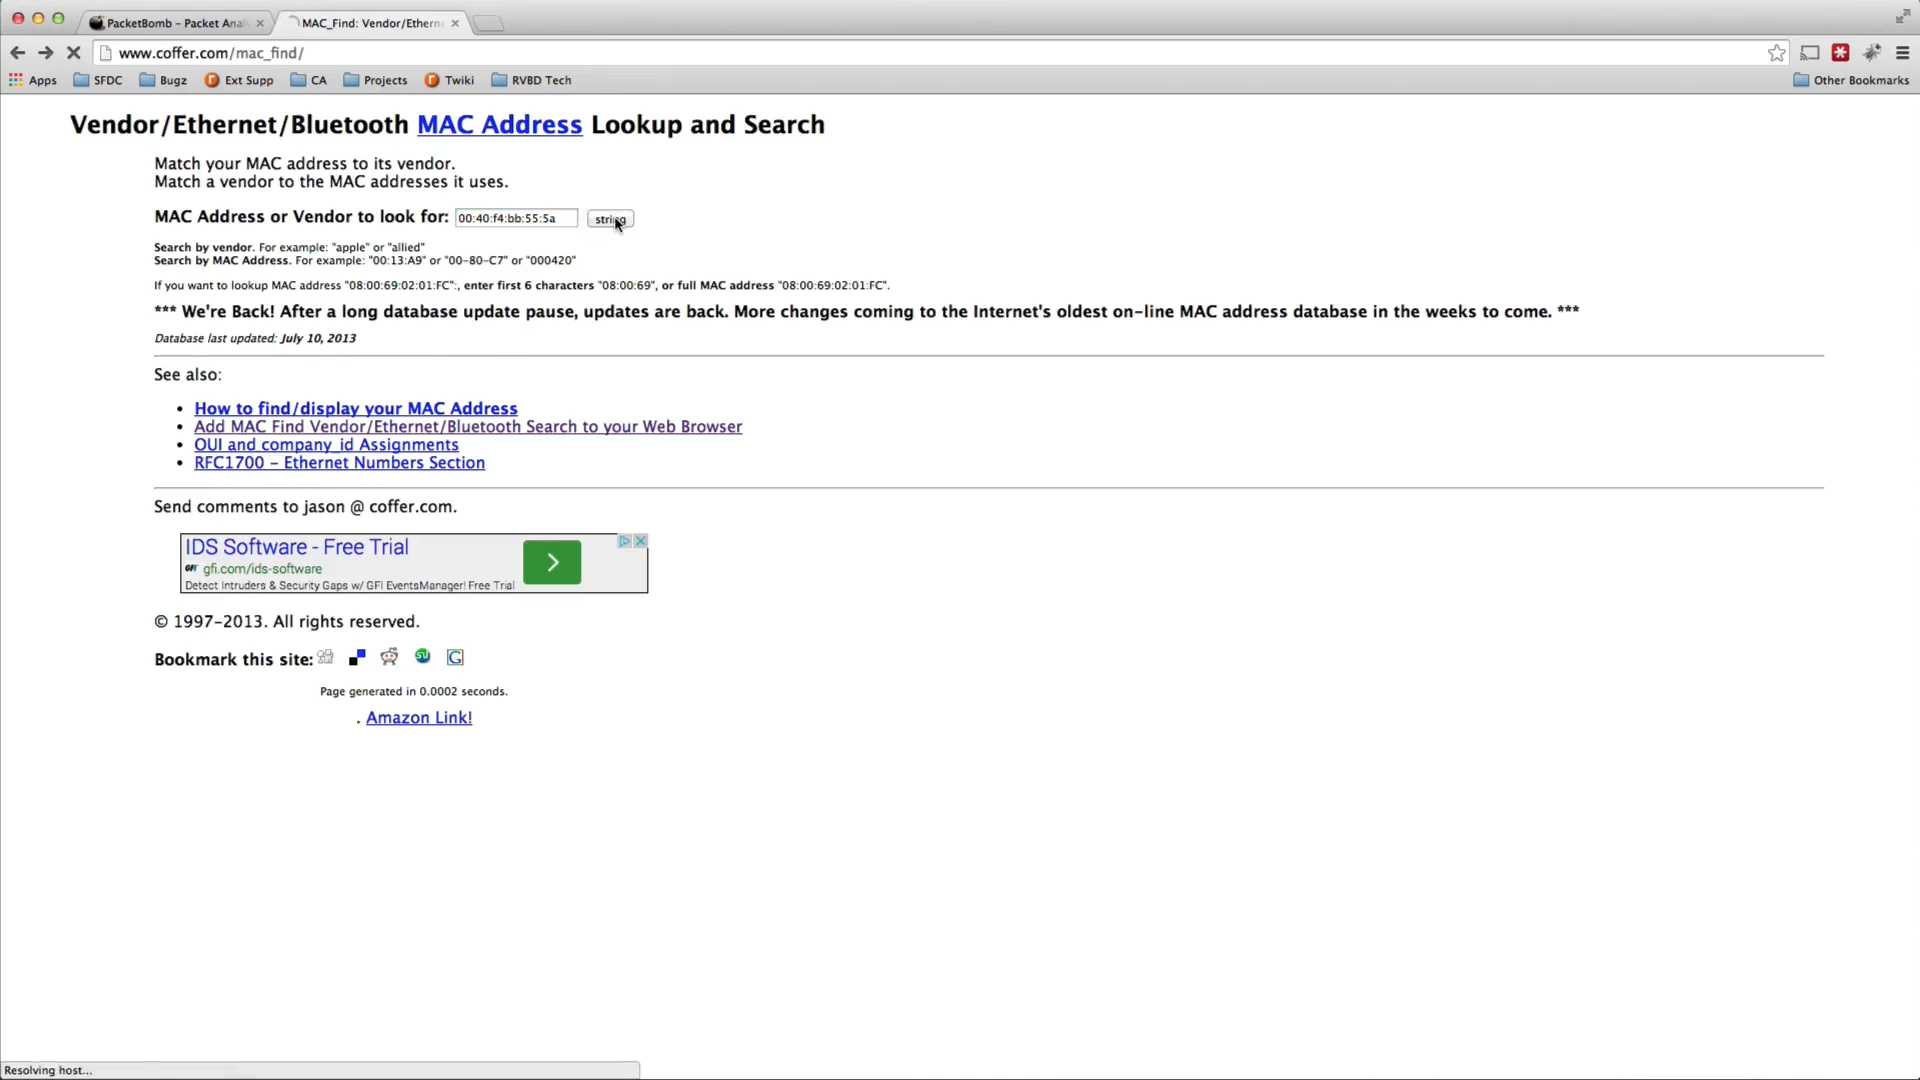 PacketBomb – Packet Anal
MAC_Find: Vendor/Ethern
www.coffer.com/mac_find/
Apps SFDC Bugz Ext Supp CA Projects Twiki RVBD Tech Other Bookmarks
Vendor/Ethernet/Bluetooth MAC Address Lookup and Search
Match your MAC address to its vendor.
Match a vendor to the MAC addresses it uses.
MAC Address or Vendor to look for: 00:40:f4:bb:55:5a string
Search by vendor. For example: "apple" or "allied"
Search by MAC Address. For example: "00:13:A9" or "00-80-C7" or "000420"
If you want to lookup MAC address "08:00:69:02:01:FC":, enter first 6 characters "08:00:69", or full MAC address "08:00:69:02:01:FC".
*** We're Back! After a long database update pause, updates are back. More changes coming to the Internet's oldest on-line MAC address database in the weeks to come. ***
Database last updated: July 10, 2013
See also:
• How to find/display your MAC Address
• Add MAC Find Vendor/Ethernet/Bluetooth Search to your Web Browser
• OUI and company_id Assignments
• RFC1700 – Ethernet Numbers Section
Send comments to jason @ coffer.com.
IDS Software - Free Trial
GFI gfi.com/ids-software
Detect Intruders & Security Gaps w/ GFI EventsManager! Free Trial
© 1997-2013. All rights reserved.
Bookmark this site:
Page generated in 0.0002 seconds.
. Amazon Link!
Resolving host...